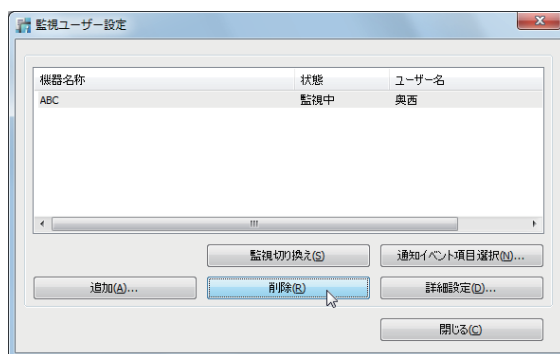 監視ユーザー設定
機器名称 状態 ユーザー名
ABC 監視中 奥西
監視切り換え(S) 通知イベント項目選択(N)...
追加(A)... 削除(R) 詳細設定(D)...
閉じる(C)